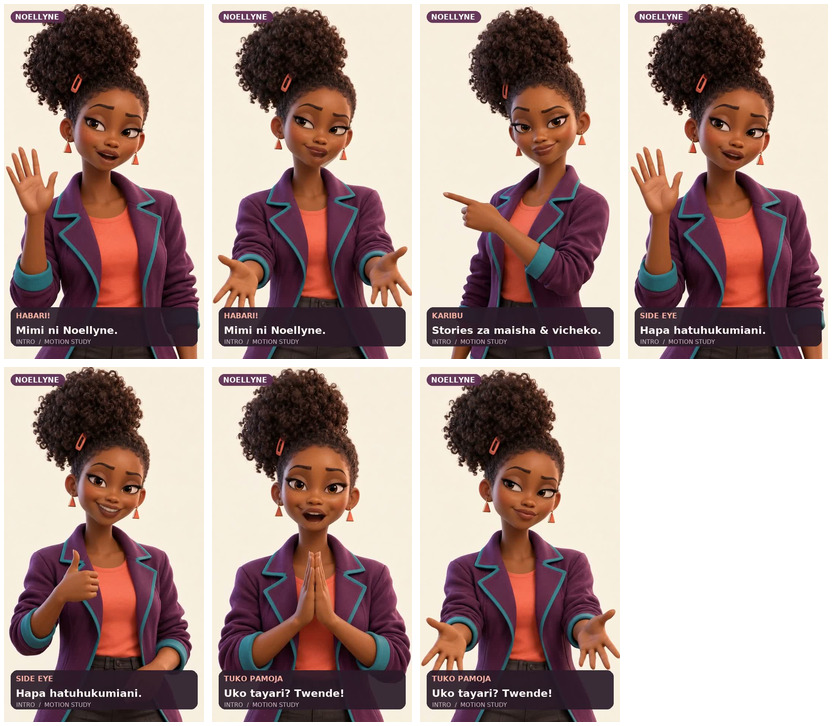 NOELLYNE
HABARI!
Mimi ni Noellyne.
INTRO / MOTION STUDY
NOELLYNE
HABARI!
Mimi ni Noellyne.
INTRO / MOTION STUDY
NOELLYNE
KARIBU
Stories za maisha & vicheko.
INTRO / MOTION STUDY
NOELLYNE
SIDE EYE
Hapa hatuhukumiani.
INTRO / MOTION STUDY
NOELLYNE
SIDE EYE
Hapa hatuhukumiani.
INTRO / MOTION STUDY
NOELLYNE
TUKO PAMOJA
Uko tayari? Twende!
INTRO / MOTION STUDY
NOELLYNE
TUKO PAMOJA
Uko tayari? Twende!
INTRO / MOTION STUDY